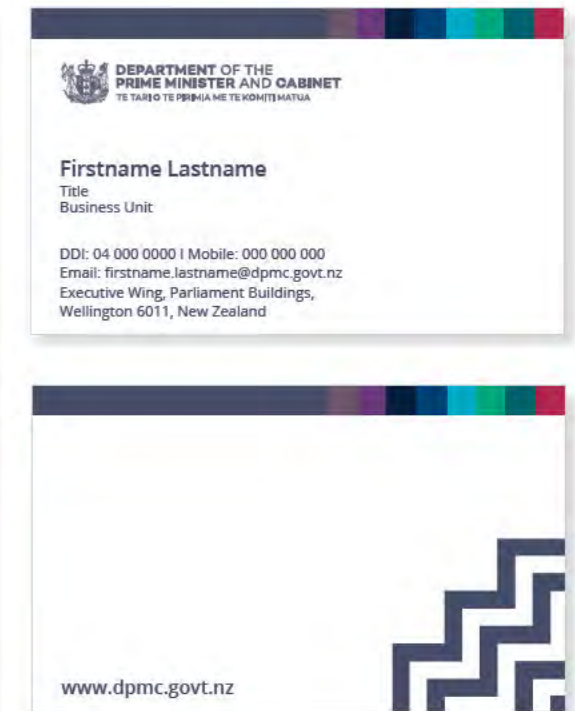 DEPARTMENT OF THE
PRIME MINISTER AND CABINET
TE TARI O TE PIRIMIA ME TE KOMITI MATUA
Firstname Lastname
Title
Business Unit
DDI: 04 000 0000 I Mobile: 000 000 000
Email: firstname.lastname@dpmc.govt.nz
Executive Wing, Parliament Buildings,
Wellington 6011, New Zealand
www.dpmc.govt.nz